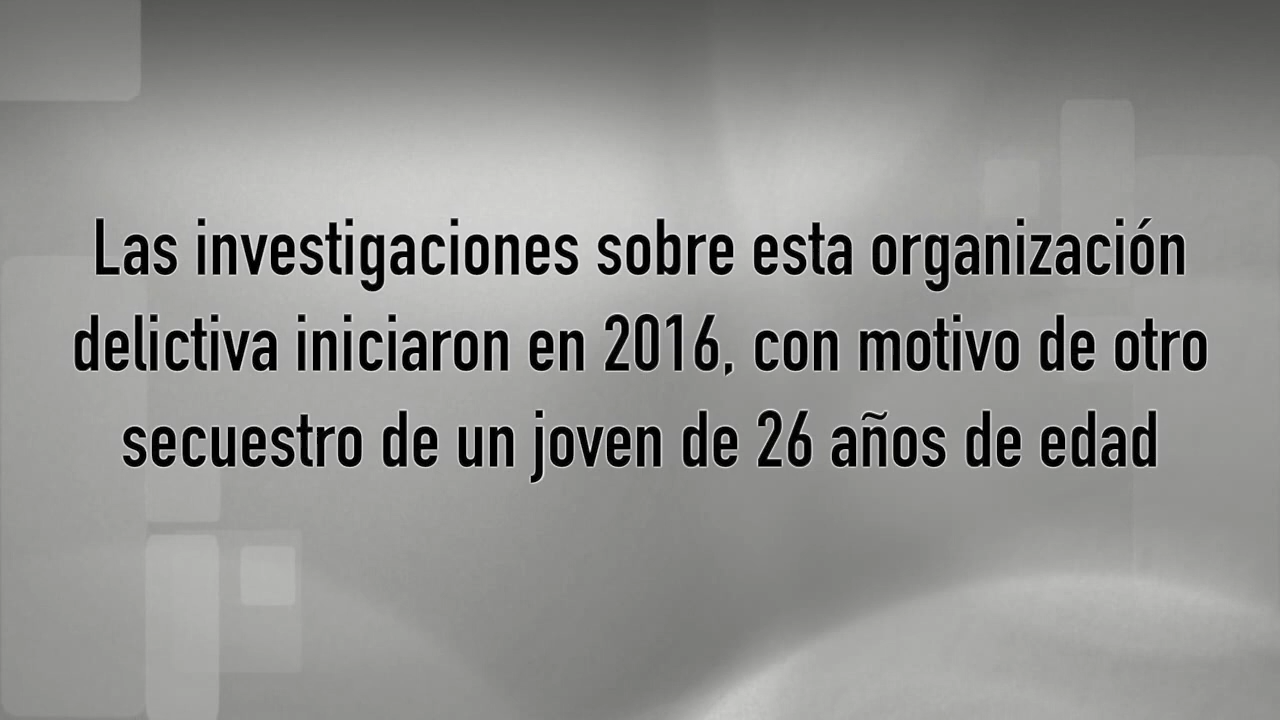 Las investigaciones sobre esta organización
delictiva iniciaron en 2016, con motivo de otro
secuestro de un joven de 26 años de edad